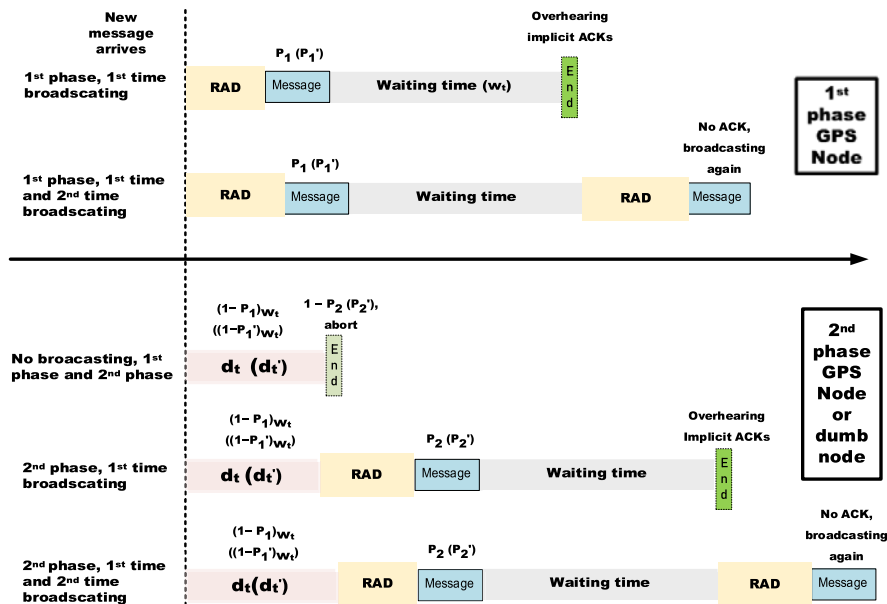 New
message
arrives
Overhearing
implicit ACKs
P₁ (P₁')
1st phase, 1st time
broadscating
RAD
Message
Waiting time (wₜ)
End
1st
phase
GPS
Node
No ACK,
broadcasting
again
P₁ (P₁')
1st phase, 1st time
and 2nd time
broadscating
RAD
Message
Waiting time
RAD
Message
(1-P₁)wₜ
((1-P₁')wₜ)
1 - P₂ (P₂'),
abort
No broacasting, 1st
phase and 2nd phase
dₜ (dₜ')
End
2nd
phase
GPS
Node
or
dumb
node
(1- P₁)wₜ
((1-P₁')wₜ)
P₂ (P₂')
Overhearing
Implicit ACKs
2nd phase, 1st time
broadscating
dₜ (dₜ')
RAD
Message
Waiting time
End
(1- P₁)wₜ
((1-P₁')wₜ)
P₂ (P₂')
No ACK,
broadcasting
again
2nd phase, 1st time
and 2nd time
broadscating
dₜ(dₜ')
RAD
Message
Waiting time
RAD
Message